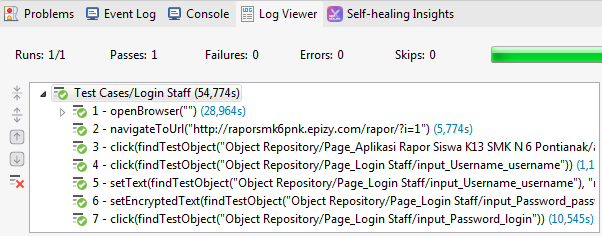 Problems Event Log Console Log Viewer Self-healing Insights
Runs: 1/1 Passes: 1 Failures: 0 Errors: 0 Skips: 0
Test Cases/Login Staff (54,774s)
1 - openBrowser("") (28,964s)
2 - navigateToUrl("http://raporsmk6pnk.epizy.com/rapor/?i=1") (5,774s)
3 - click(findTestObject("Object Repository/Page_Aplikasi Rapor Siswa K13 SMK N 6 Pontianak/a
4 - click(findTestObject("Object Repository/Page_Login Staff/input_Username_username")) (1,1
5 - setText(findTestObject("Object Repository/Page_Login Staff/input_Username_username"), "
6 - setEncryptedText(findTestObject("Object Repository/Page_Login Staff/input_Password_pass
7 - click(findTestObject("Object Repository/Page_Login Staff/input_Password_login")) (10,545s)